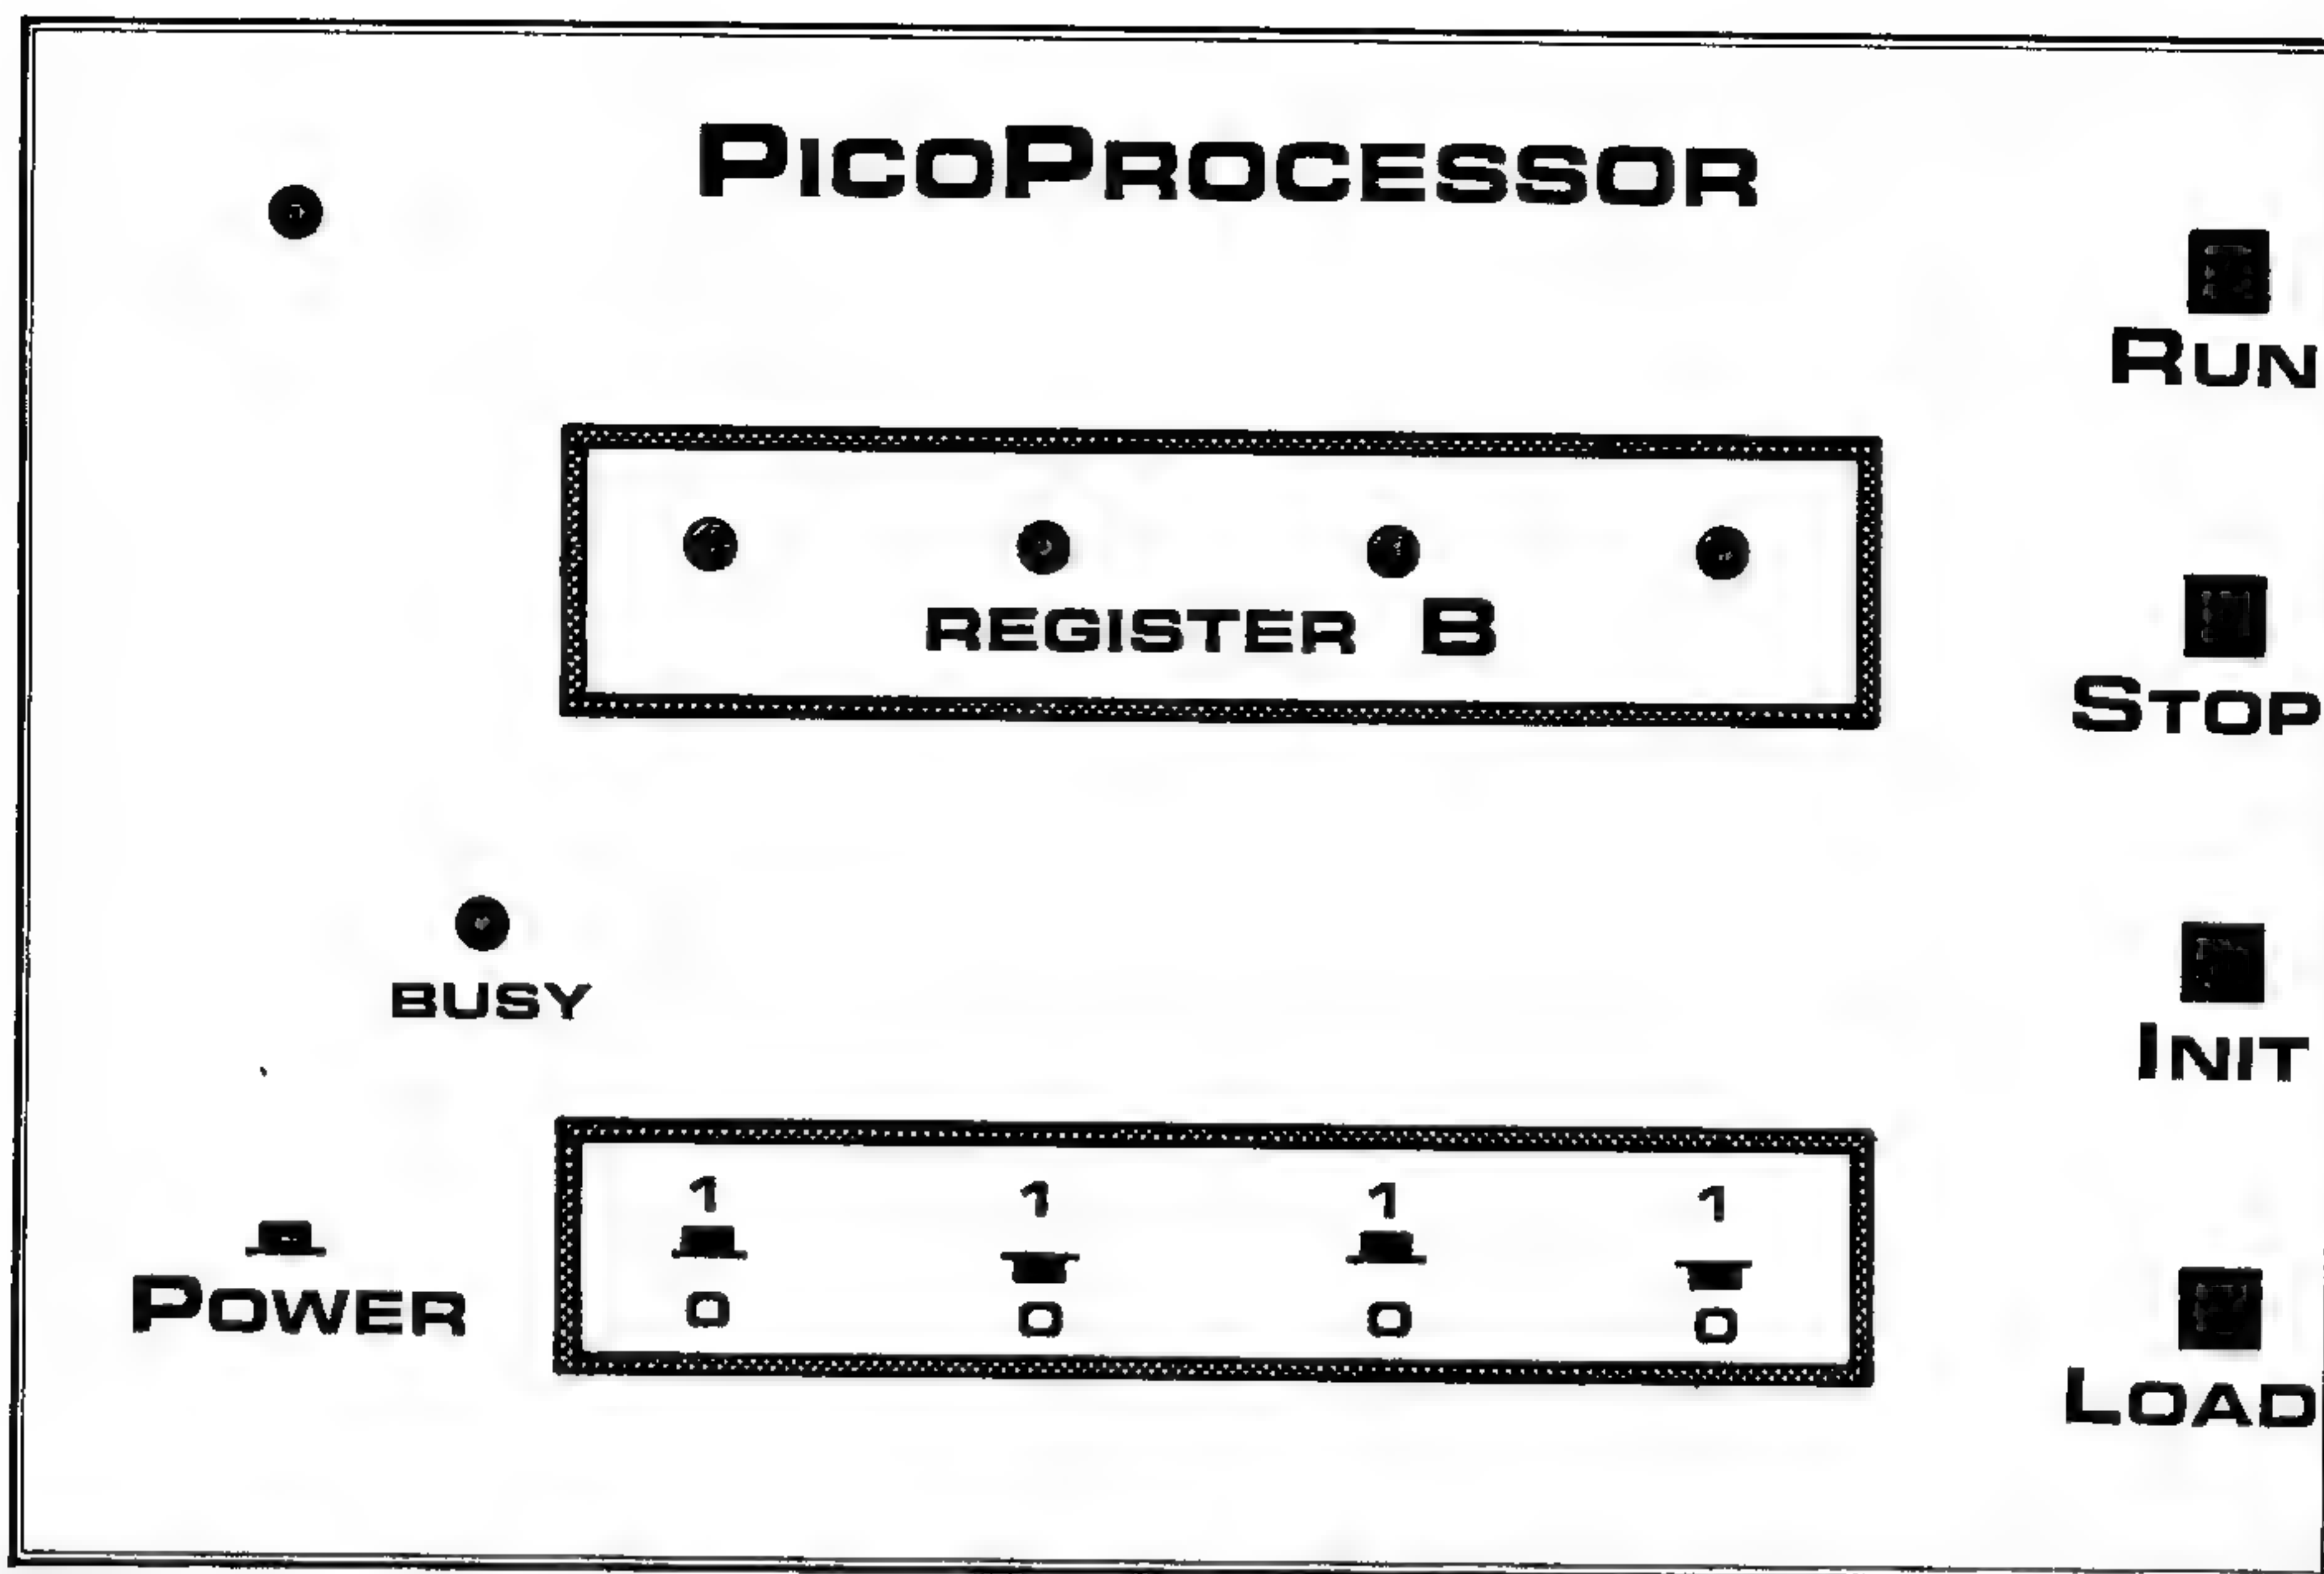 PICOPROCESSOR
RUN
REGISTER B
STOP
BUSY
INIT
1 1 1 1
0 0 0 0
POWER
LOAD